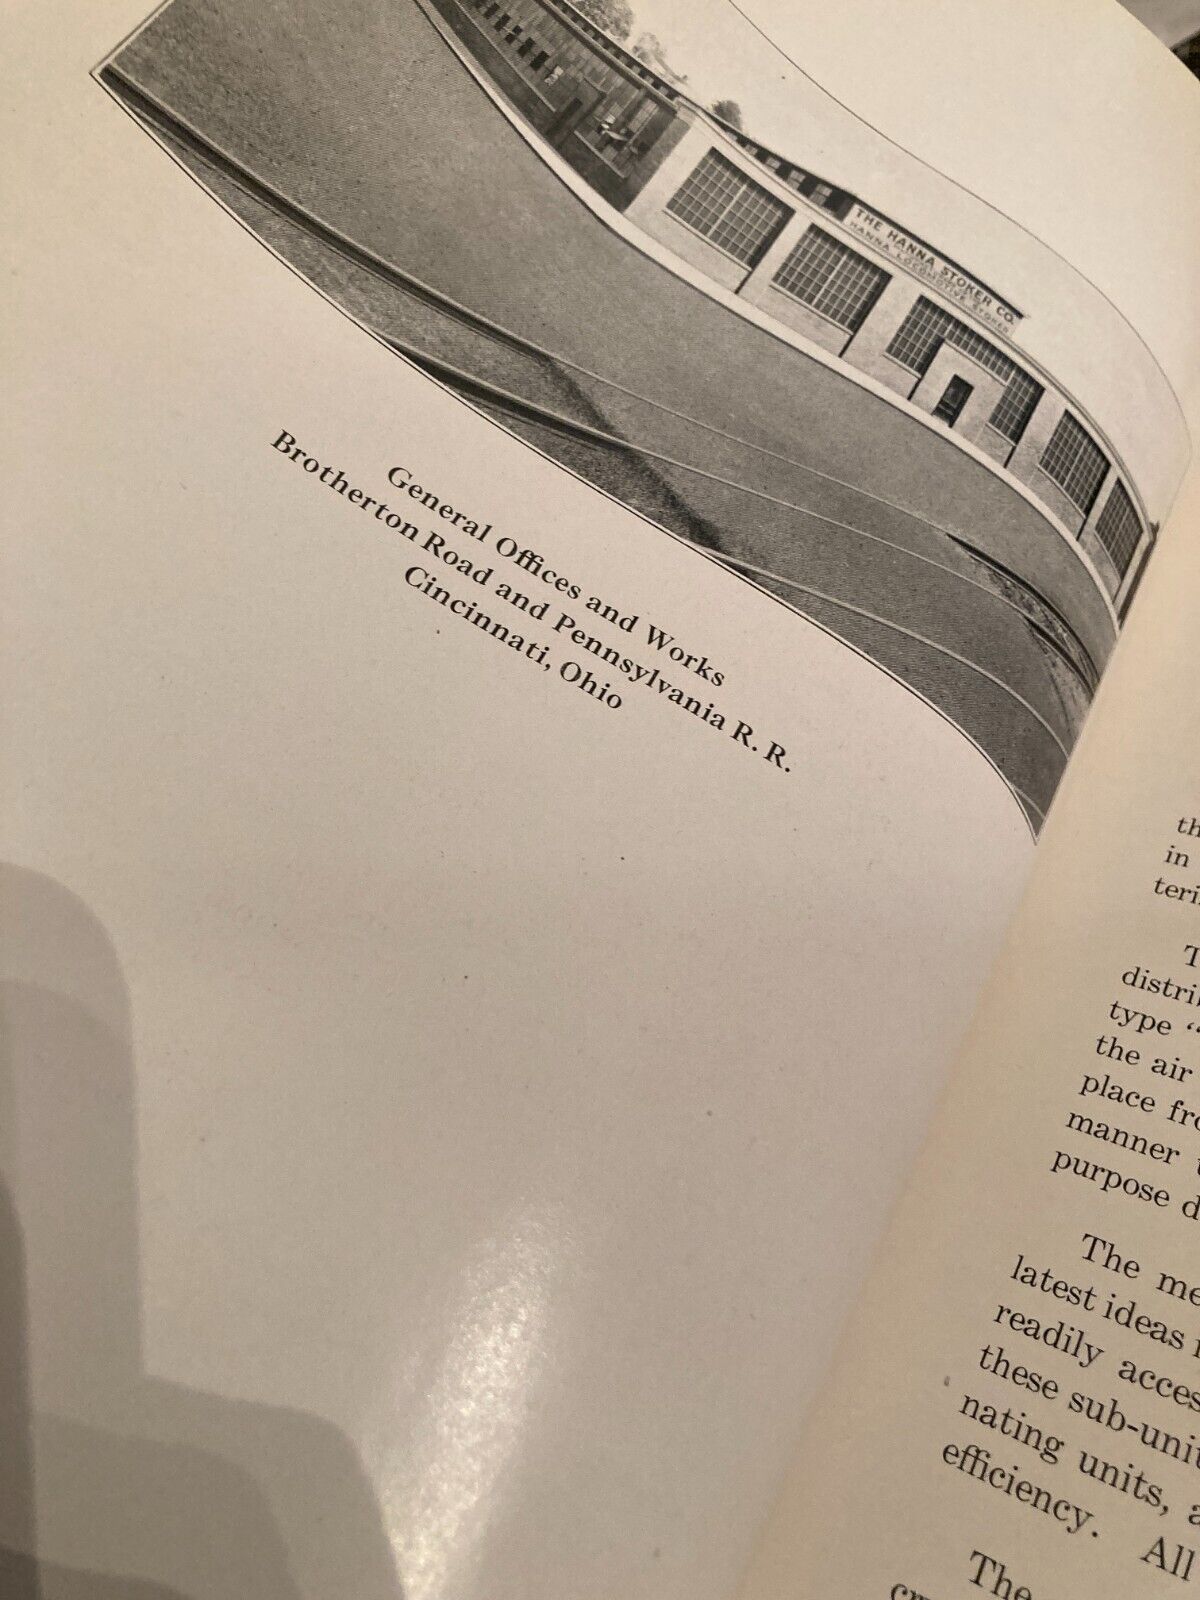 THE HANNA STOKER CO.
HANNA LOCOMOTIVE STOKER
General Offices and Works
Brotherton Road and Pennsylvania R. R.
Cincinnati, Ohio
in
distri
type “
the air
place fro
manner
purpose d
The me
latest ideas
readily acces
these sub-unit
nating units, a
efficiency. All
The